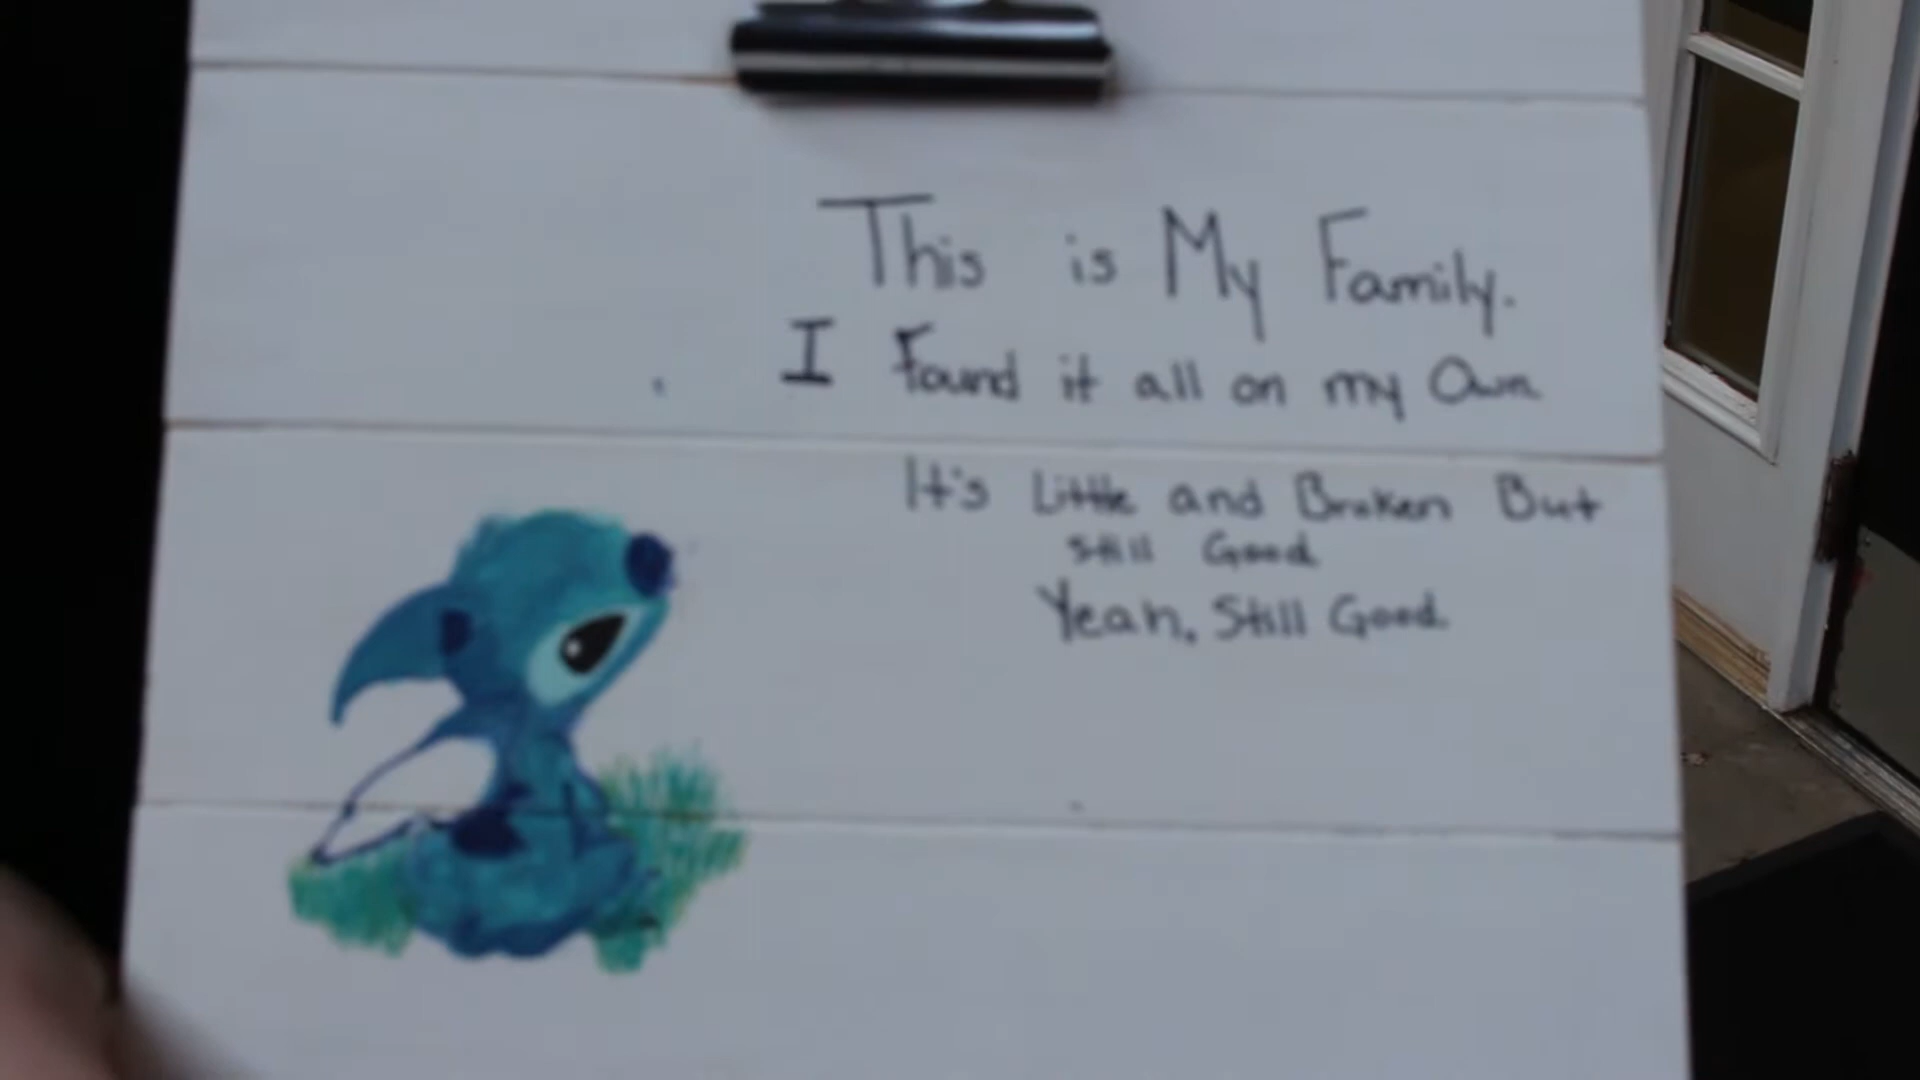 This is My Family.
I Found it all on my Own
It's Little and Broken But
Still Good
Yeah, Still Good.